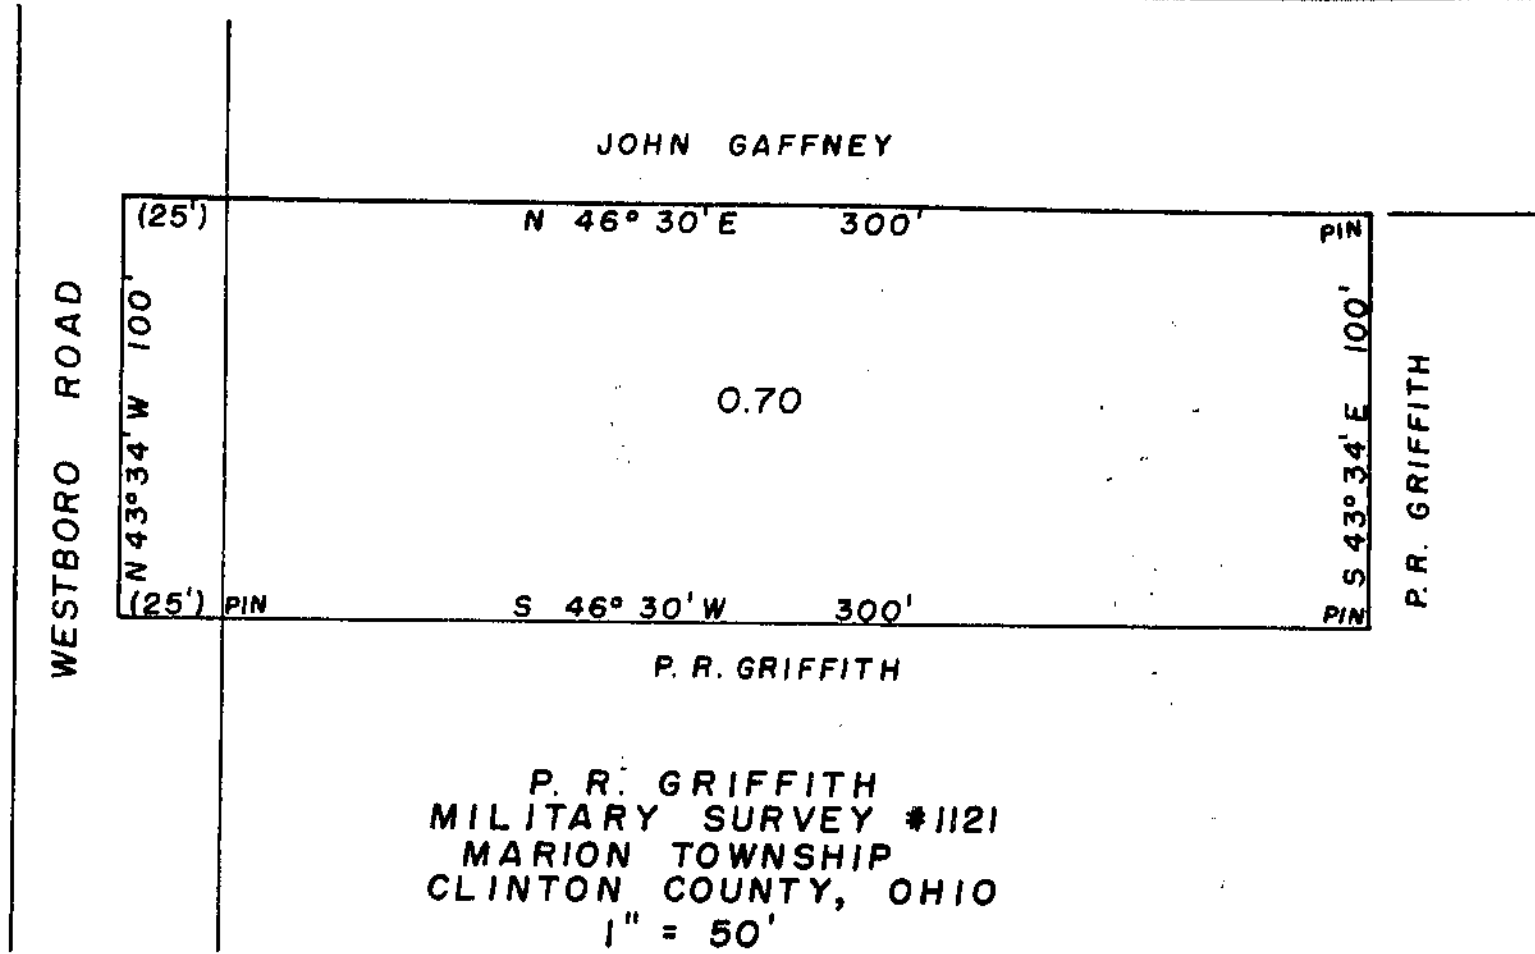 JOHN GAFFNEY
(25') N 46° 30' E 300' PIN
WESTBORO ROAD
N 43° 34' W 100'
0.70
S 43° 34' E 100'
P. R. GRIFFITH
(25') PIN S 46° 30' W 300' PIN
P. R. GRIFFITH
P. R. GRIFFITH
MILITARY SURVEY #1121
MARION TOWNSHIP
CLINTON COUNTY, OHIO
1" = 50'